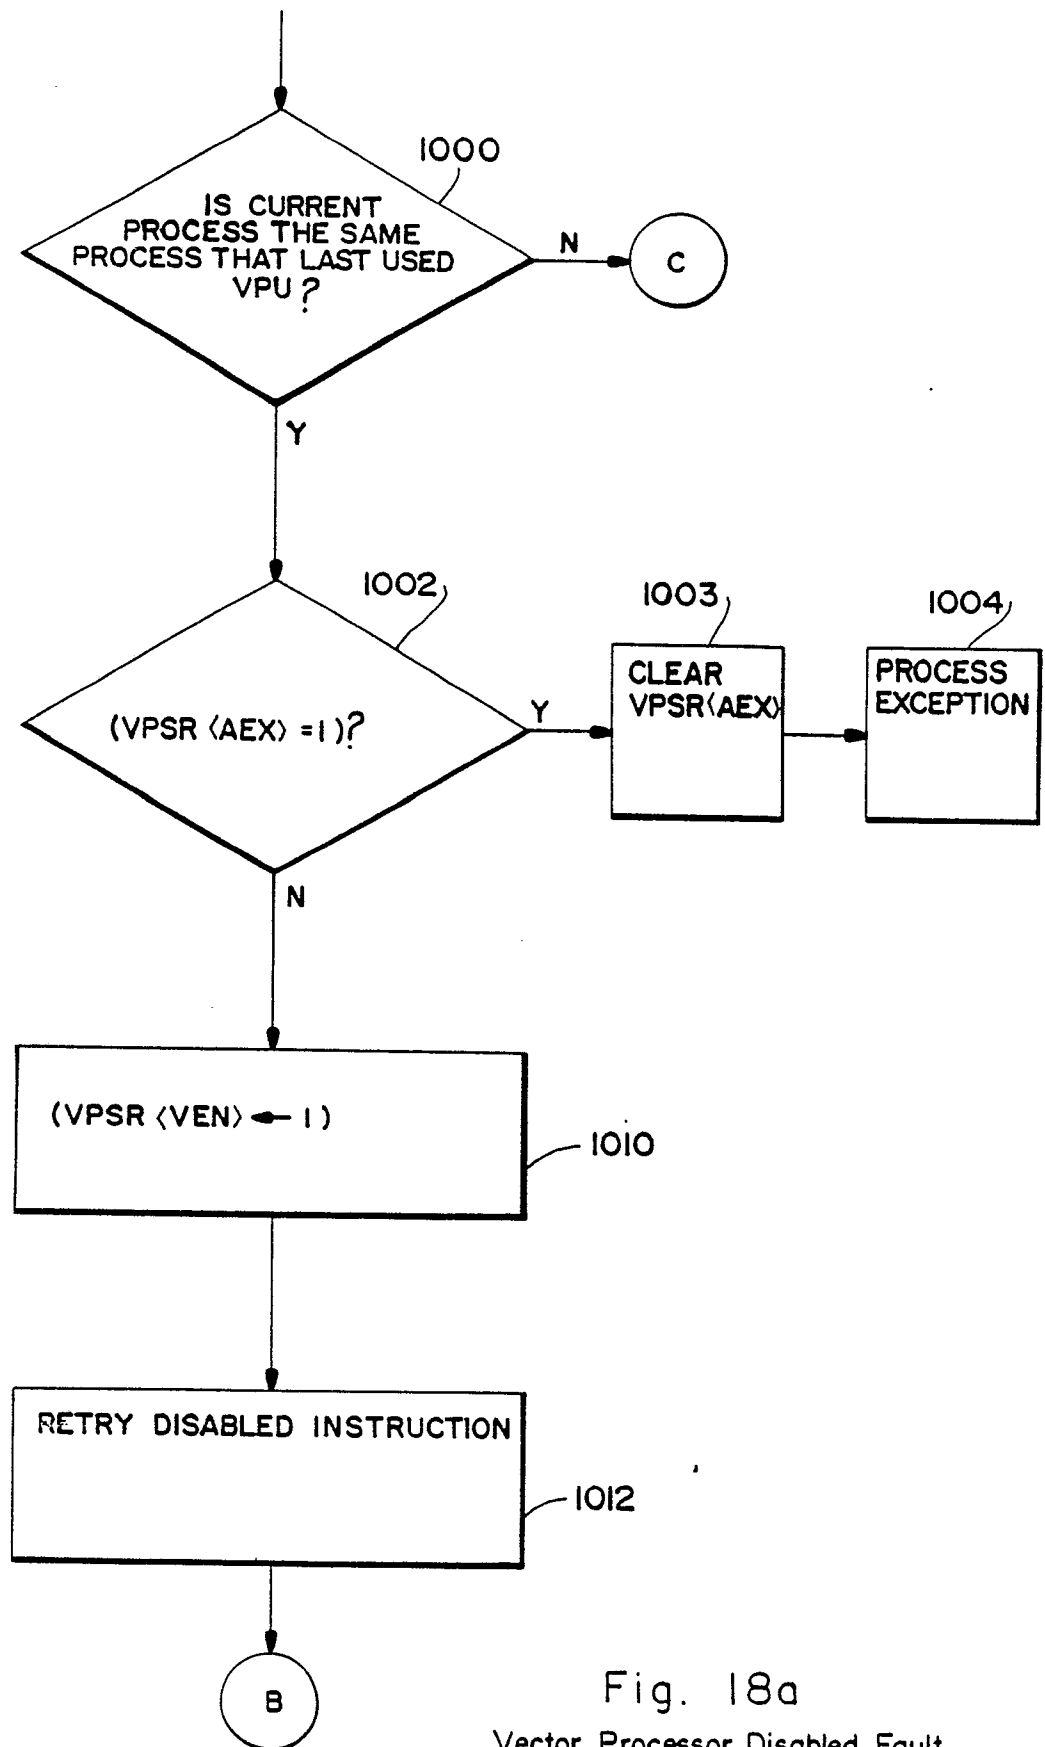 1000
IS CURRENT
PROCESS THE SAME
PROCESS THAT LAST USED
VPU?
N
C
Y
1002
(VPSR〈AEX〉=1)?
Y
1003
CLEAR
VPSR〈AEX〉
1004
PROCESS
EXCEPTION
N
(VPSR〈VEN〉← 1)
1010
RETRY DISABLED INSTRUCTION
1012
B
Fig. 18a
Vector Processor Disabled Fault